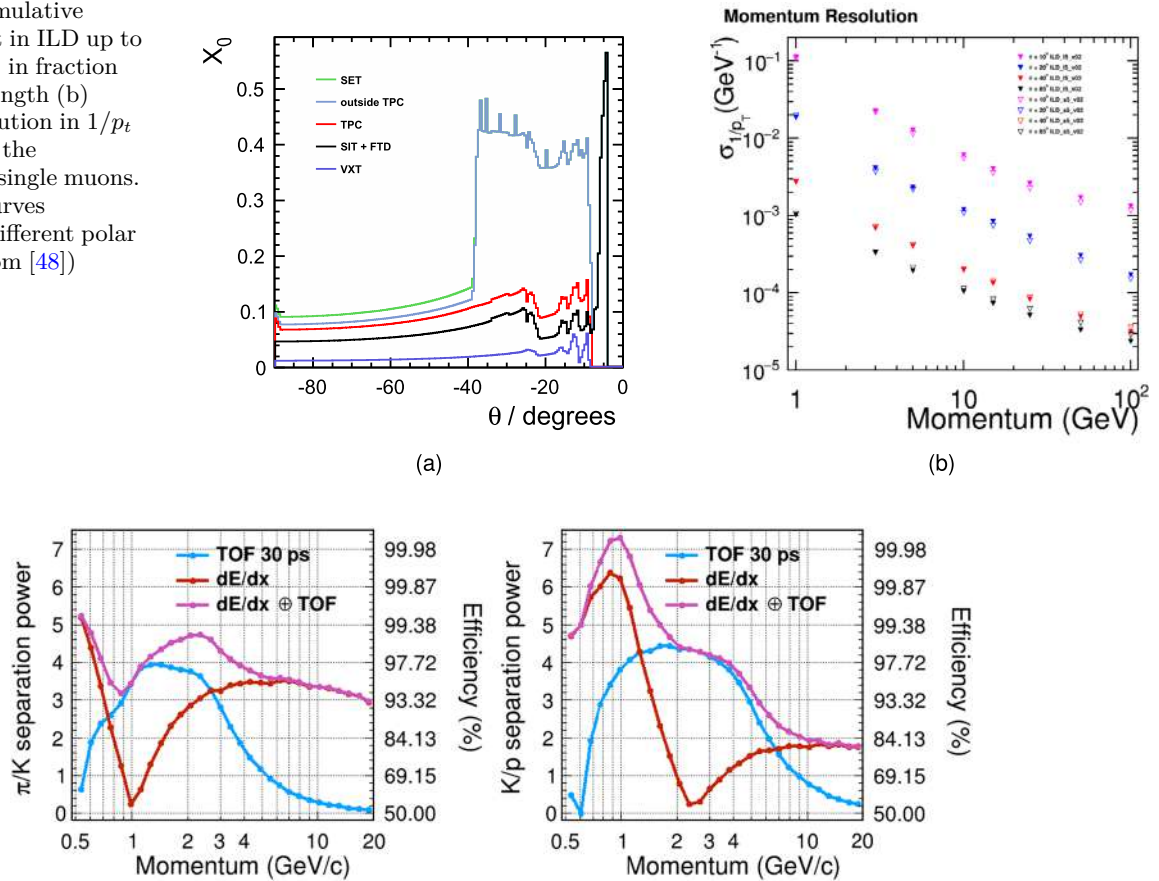 mulative
t in ILD up to
, in fraction
ngth (b)
ution in 1/pt
the
single muons.
urves
ifferent polar
om [48])
X0
0.5
0.4
0.3
0.2
0.1
0
SET
outside TPC
TPC
SIT + FTD
VXT
-80 -60 -40 -20 0
θ / degrees
(a)
Momentum Resolution
σ1/pT(GeV-1)
10-1
10-2
10-3
10-4
10-5
1 10 102
Momentum (GeV)
(b)
π/K separation power
7
6
5
4
3
2
1
0
TOF 30 ps
dE/dx
dE/dx ⊕ TOF
99.98
99.87
99.38
97.72
93.32
84.13
69.15
50.00
Efficiency (%)
0.5 1 2 3 4 10 20
Momentum (GeV/c)
K/p separation power
7
6
5
4
3
2
1
0
TOF 30 ps
dE/dx
dE/dx ⊕ TOF
99.98
99.87
99.38
97.72
93.32
84.13
69.15
50.00
Efficiency (%)
0.5 1 2 3 4 10 20
Momentum (GeV/c)